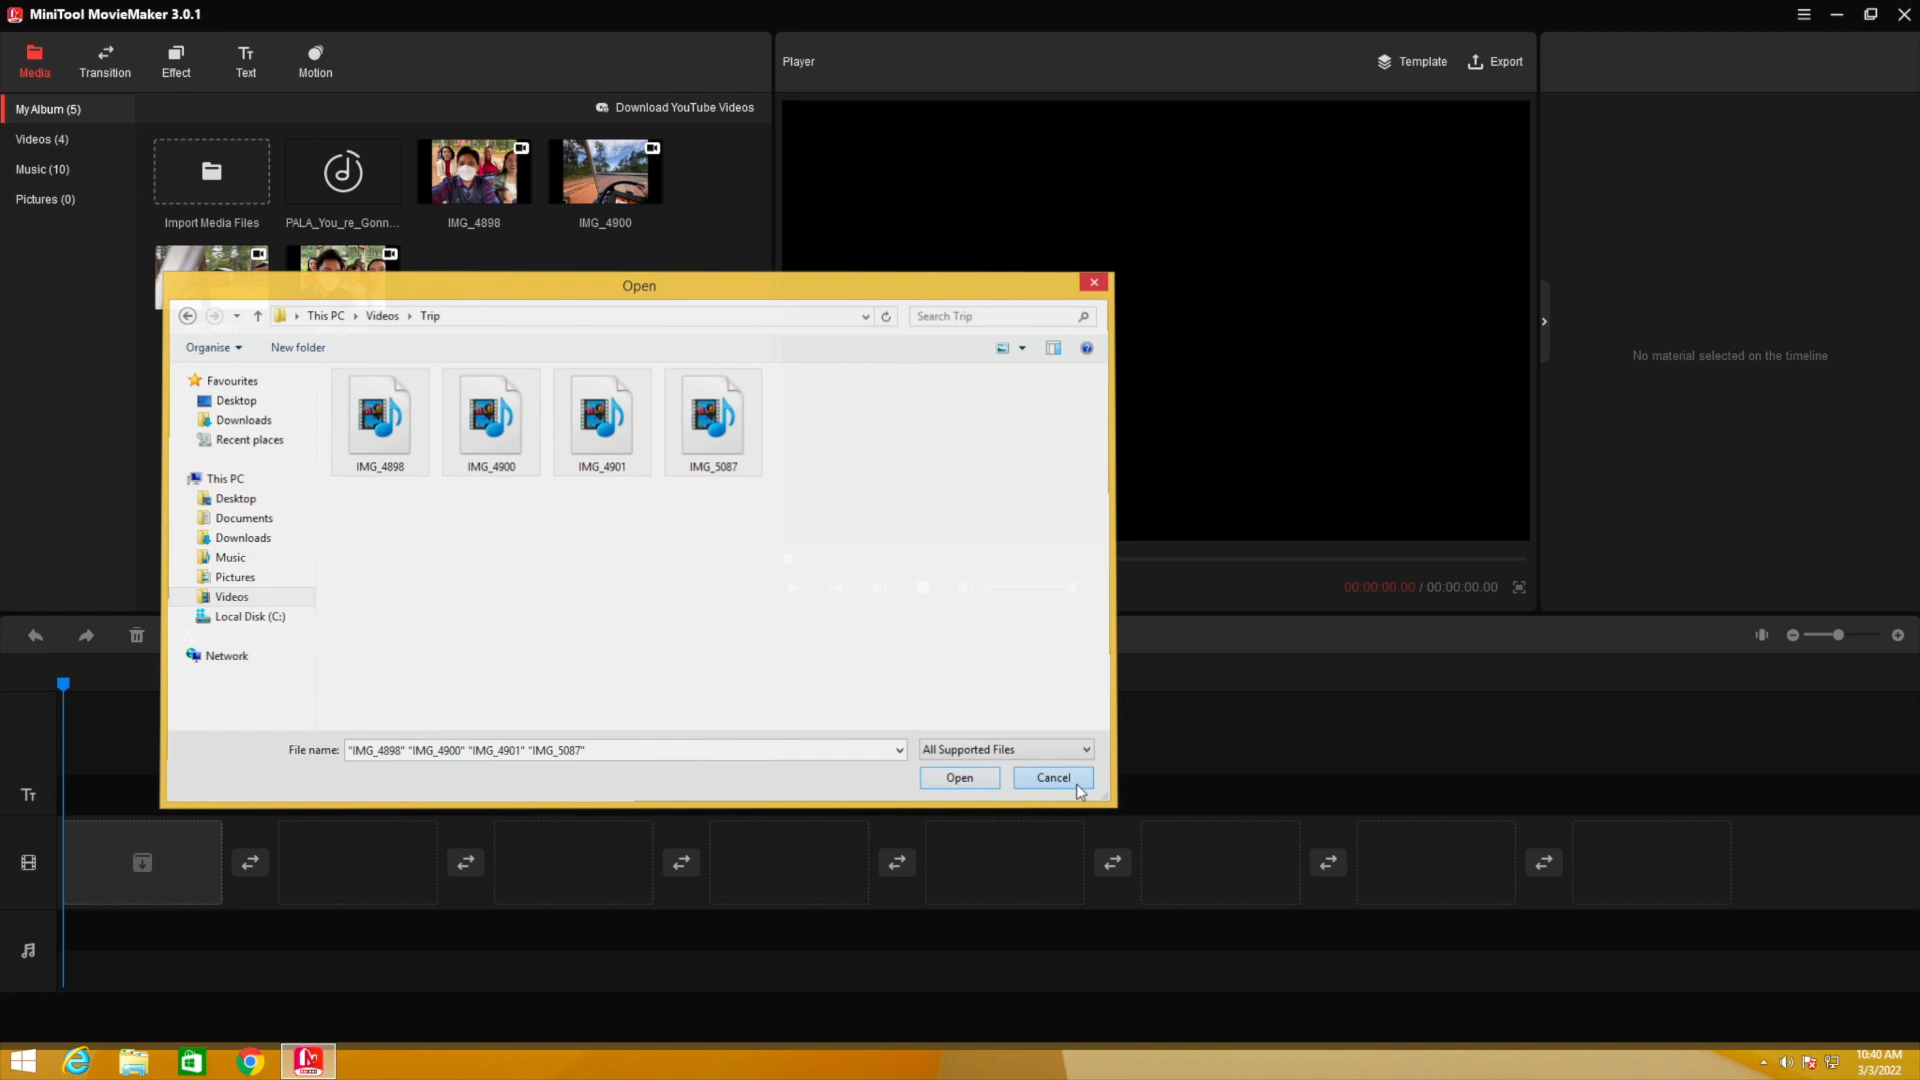 MiniTool MovieMaker 3.0.1
Media
Transition
Effect
Text
Motion
Player
Template
Export
My Album (5)
Download YouTube Videos
Videos (4)
Music (10)
Pictures (0)
Import Media Files
PALA_You_re_Gonn...
IMG_4898
IMG_4900
Open
This PC
Videos
Trip
Search Trip
Organise
New folder
No material selected on the timeline
Favourites
Desktop
Downloads
Recent places
This PC
Desktop
Documents
Downloads
Music
Pictures
Videos
Local Disk (C:)
Network
IMG_4898
IMG_4900
IMG_4901
IMG_5087
00:00:00.00 / 00:00:00.00
File name:
"IMG_4898" "IMG_4900" "IMG_4901" "IMG_5087"
All Supported Files
Open
Cancel
10:40 AM
3/3/2022